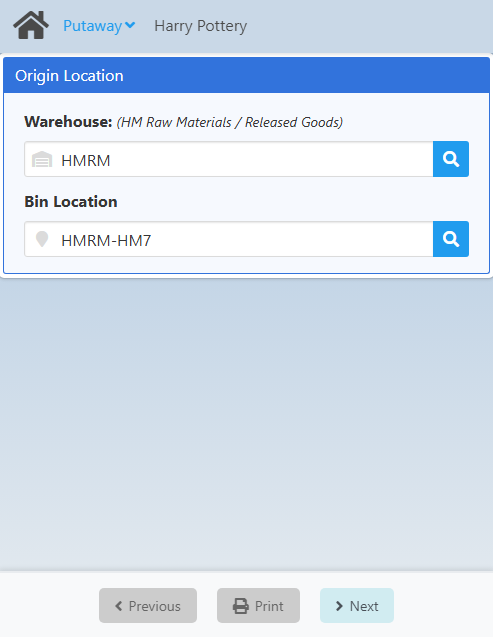 Putaway Harry Pottery
Origin Location
Warehouse: (HM Raw Materials / Released Goods)
HMRM
Bin Location
HMRM-HM7
Previous Print Next